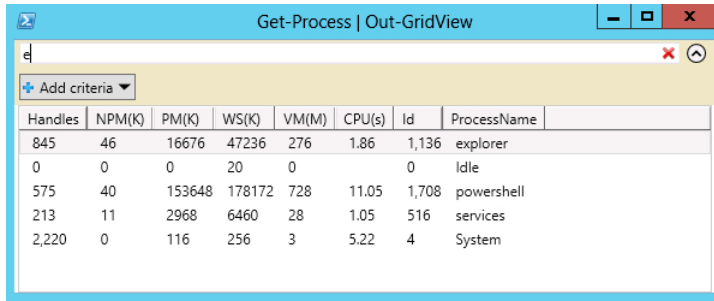 Get-Process | Out-GridView
e
Add criteria
Handles NPM(K) PM(K) WS(K) VM(M) CPU(s) Id ProcessName
845 46 16676 47236 276 1.86 1,136 explorer
0 0 0 20 0 0 Idle
575 40 153648 178172 728 11.05 1,708 powershell
213 11 2968 6460 28 1.05 516 services
2,220 0 116 256 3 5.22 4 System